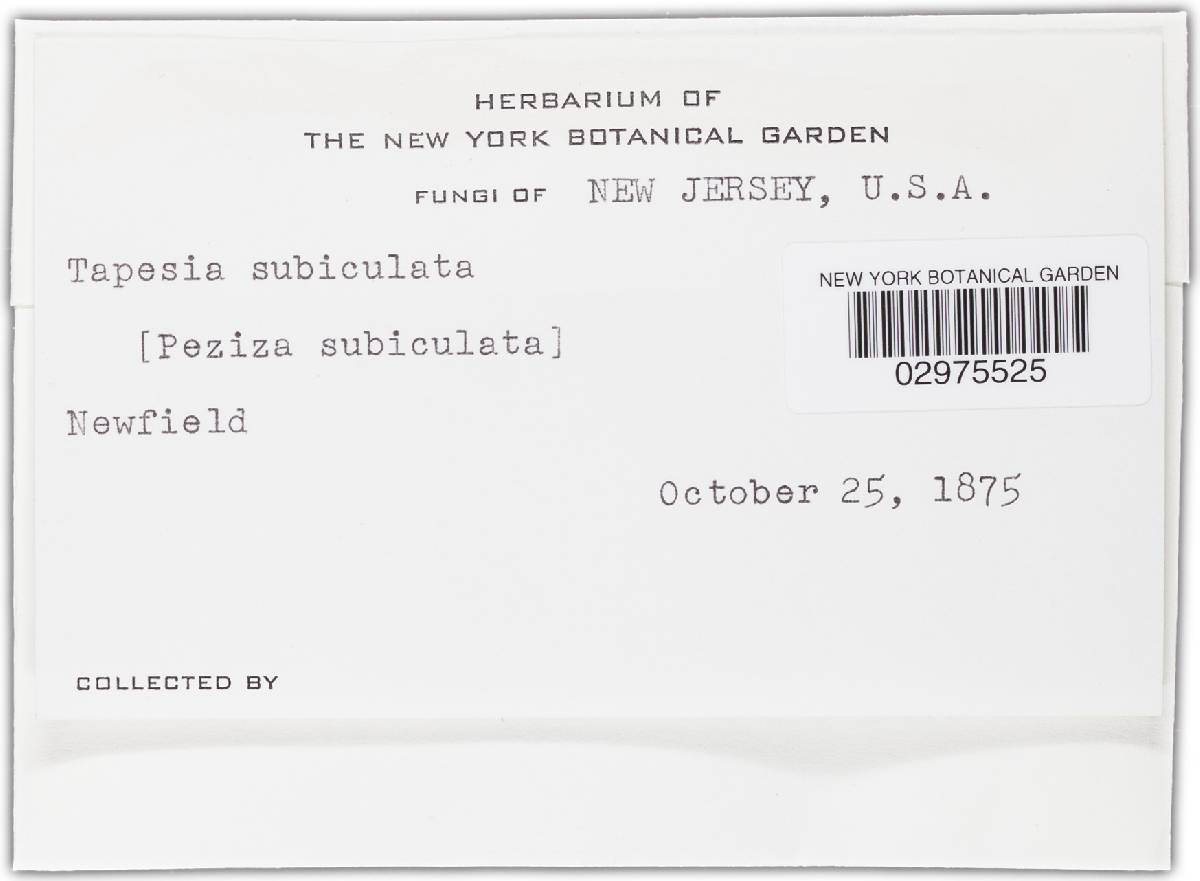 HERBARIUM OF
THE NEW YORK BOTANICAL GARDEN
FUNGI OF NEW JERSEY, U.S.A.
Tapesia subiculata
NEW YORK BOTANICAL GARDEN
02975525
[Peziza subiculata]
Newfield
October 25, 1875
COLLECTED BY